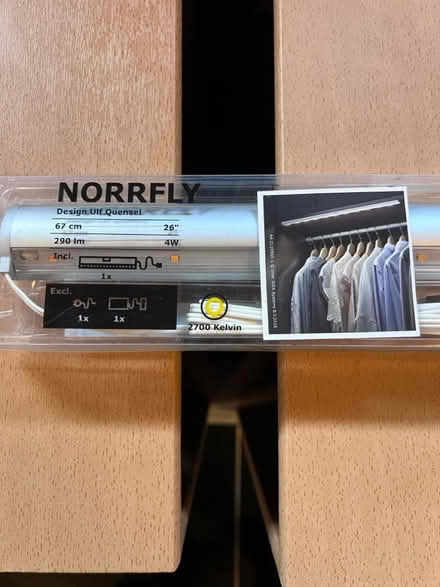 NORRFLY
Design Ulf Quensel
67 cm 26"
290 lm 4W
Incl.
1x
Excl.
1x 1x
2700 Kelvin